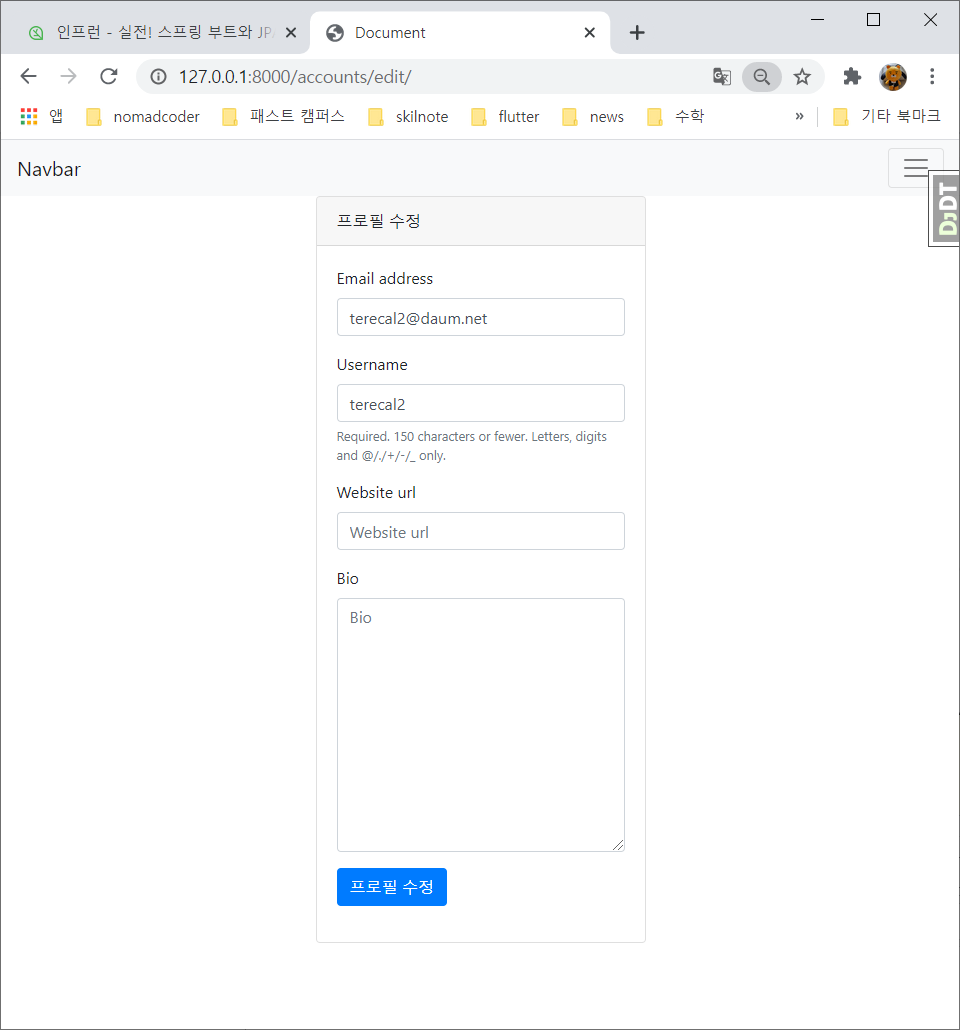 인프런 - 실전! 스프링 부트와 JPA
Document
127.0.0.1:8000/accounts/edit/
앱
nomadcoder
패스트 캠퍼스
skilnote
flutter
news
수학
»
기타 북마크
Navbar
DjDT
프로필 수정
Email address
terecal2@daum.net
Username
terecal2
Required. 150 characters or fewer. Letters, digits
and @/./+/-/_ only.
Website url
Website url
Bio
Bio
프로필 수정